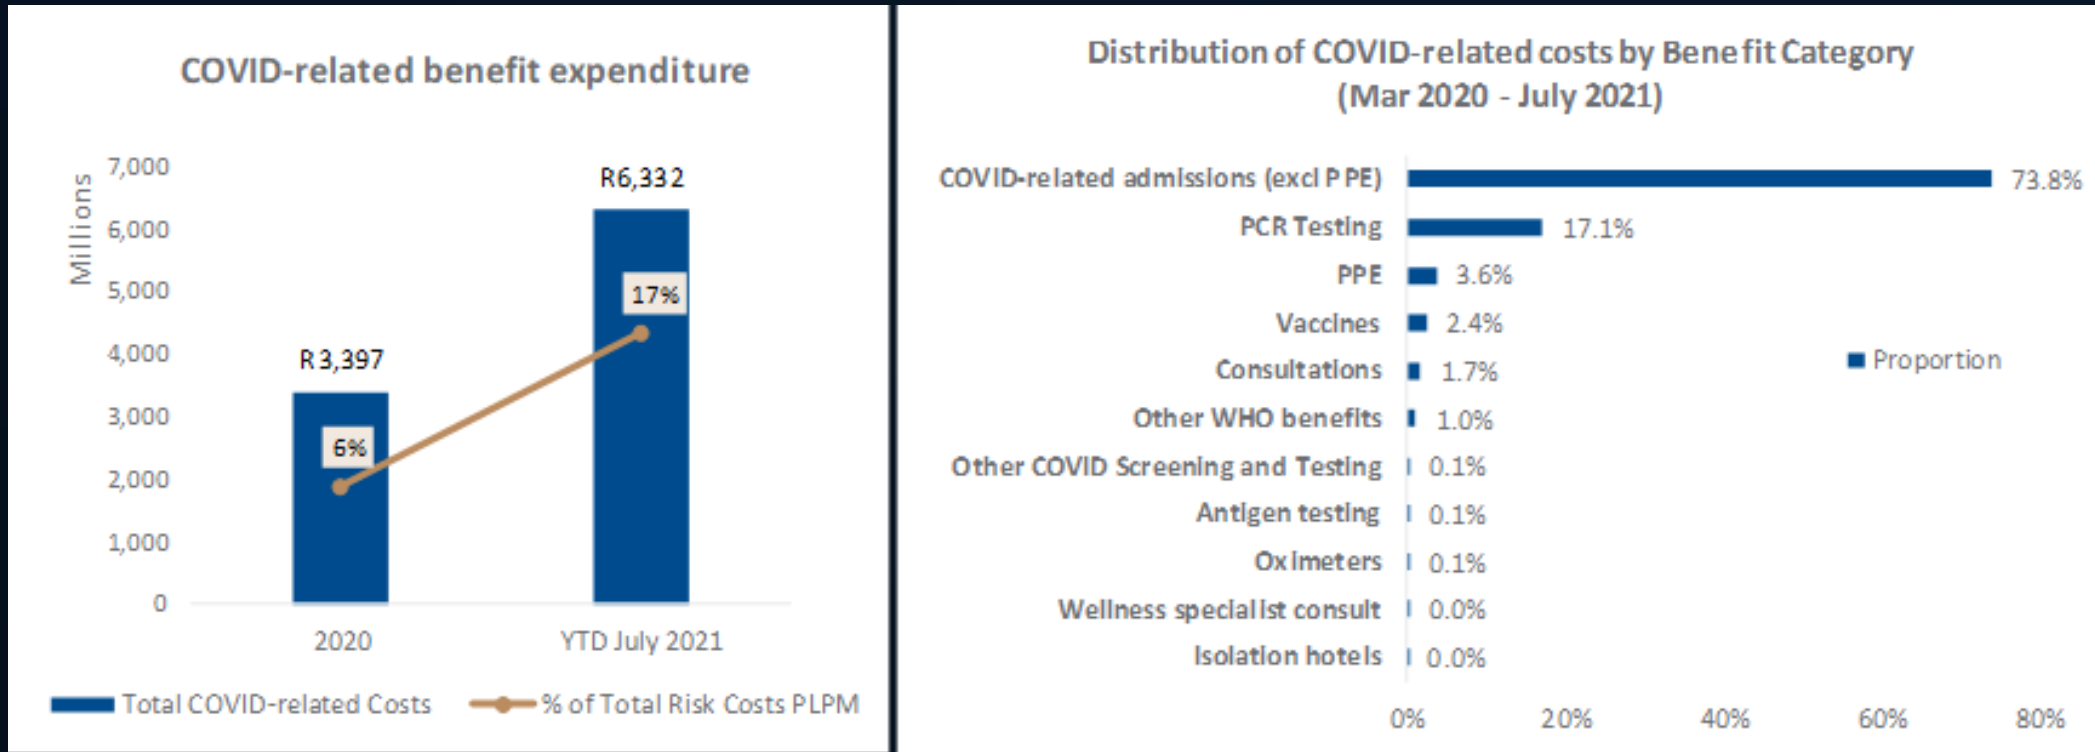 COVID-related benefit expenditure
Millions
7,000
6,000
5,000
4,000
3,000
2,000
1,000
0
R3,397
R6,332
6%
17%
2020
YTD July 2021
Total COVID-related Costs
% of Total Risk Costs PLPM
Distribution of COVID-related costs by Benefit Category
(Mar 2020 - July 2021)
COVID-related admissions (excl PPE) 73.8%
PCR Testing 17.1%
PPE 3.6%
Vaccines 2.4%
Consultations 1.7%
Other WHO benefits 1.0%
Other COVID Screening and Testing 0.1%
Antigen testing 0.1%
Oximeters 0.1%
Wellness specialist consult 0.0%
Isolation hotels 0.0%
Proportion
0% 20% 40% 60% 80%